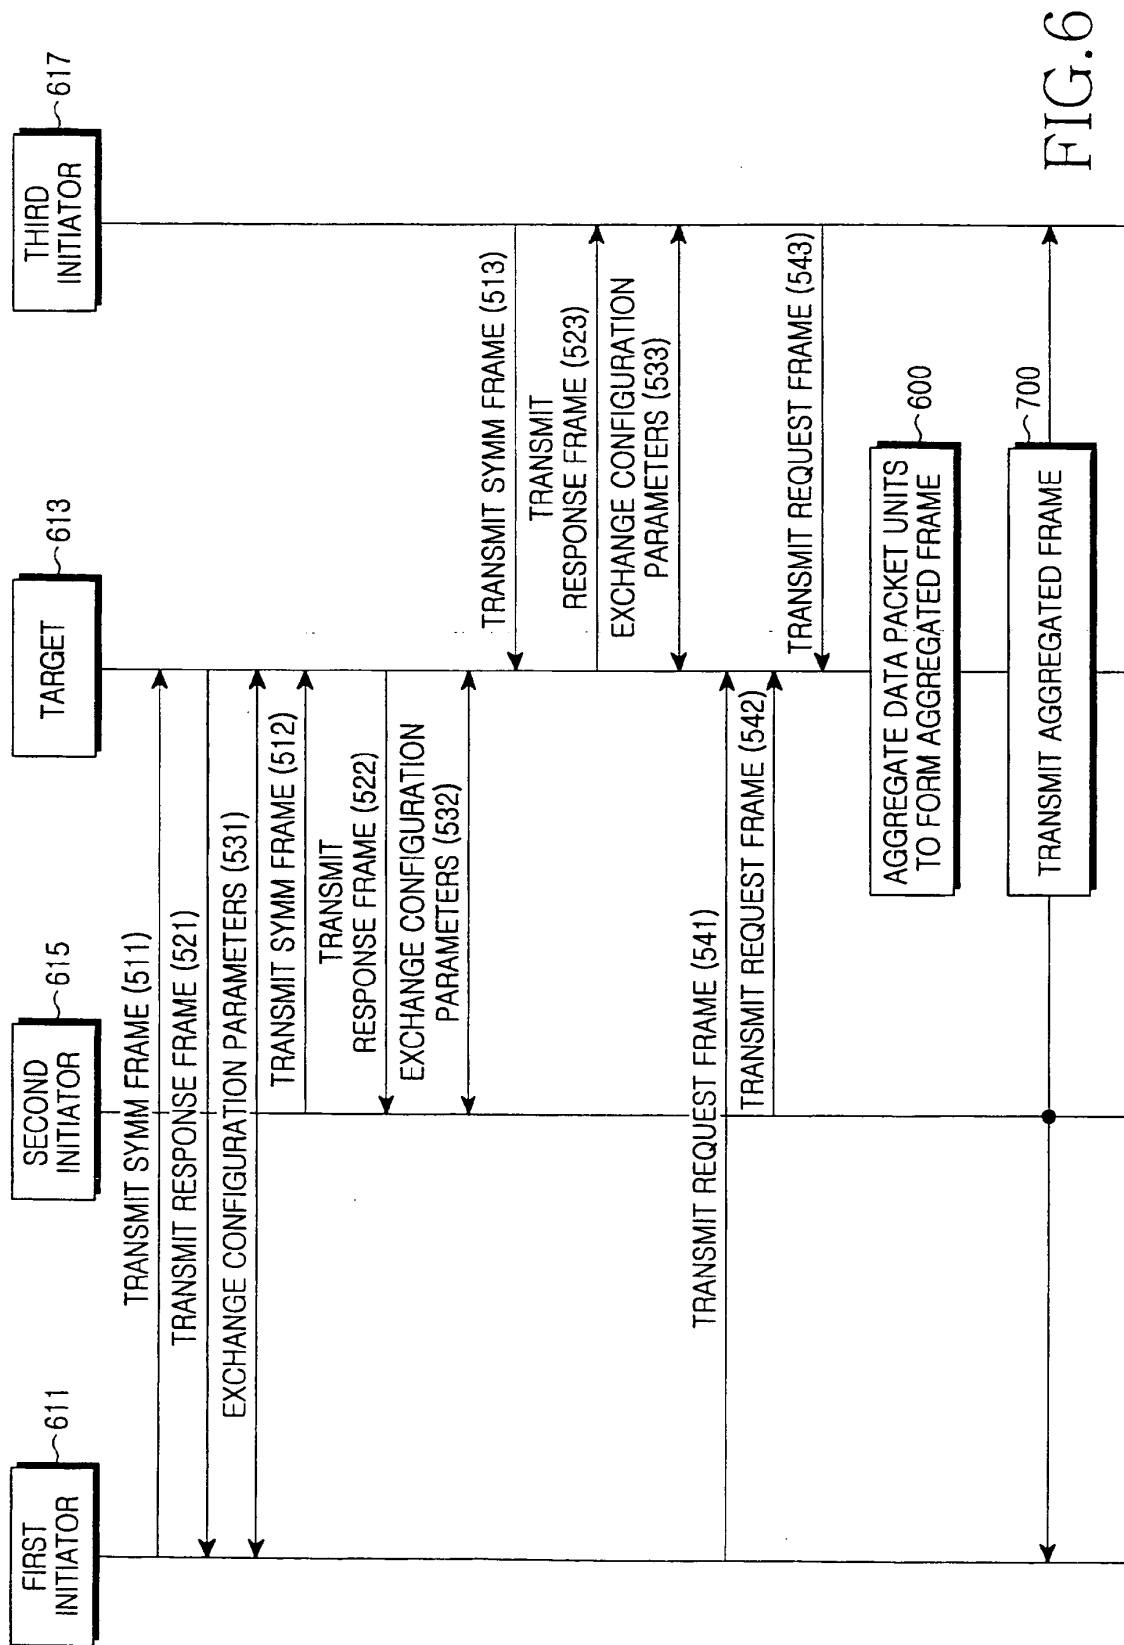 FIRST
INITIATOR
611
SECOND
INITIATOR
615
TARGET
613
THIRD
INITIATOR
617
TRANSMIT SYMM FRAME (511)
TRANSMIT RESPONSE FRAME (521)
EXCHANGE CONFIGURATION PARAMETERS (531)
TRANSMIT SYMM FRAME (512)
TRANSMIT
RESPONSE FRAME (522)
EXCHANGE CONFIGURATION
PARAMETERS (532)
TRANSMIT SYMM FRAME (513)
TRANSMIT
RESPONSE FRAME (523)
EXCHANGE CONFIGURATION
PARAMETERS (533)
TRANSMIT REQUEST FRAME (541)
TRANSMIT REQUEST FRAME (542)
TRANSMIT REQUEST FRAME (543)
AGGREGATE DATA PACKET UNITS
TO FORM AGGREGATED FRAME
600
TRANSMIT AGGREGATED FRAME
700
FIG.6